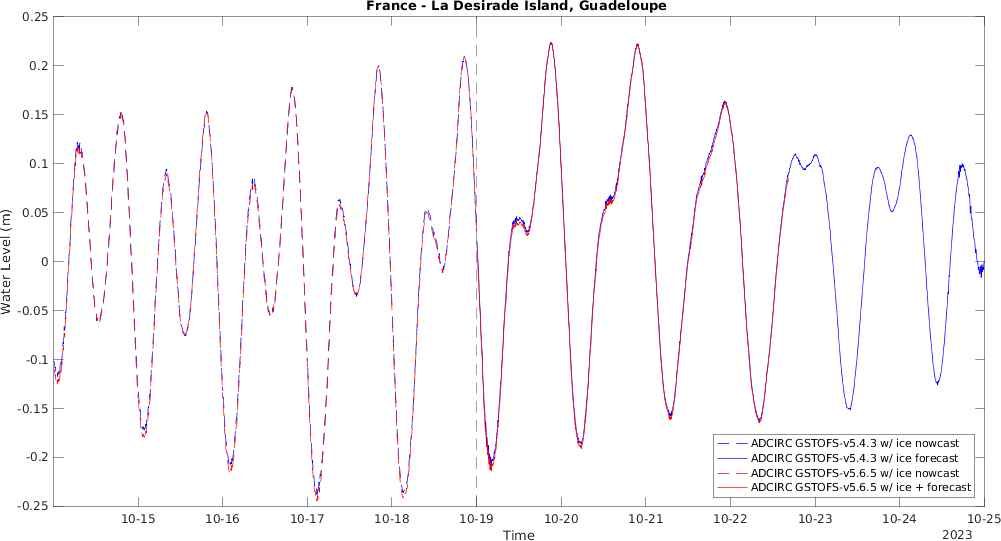 France - La Desirade Island, Guadeloupe
0.25
0.2
0.15
0.1
0.05
0
-0.05
-0.1
-0.15
-0.2
-0.25
Water Level (m)
10-15 10-16 10-17 10-18 10-19 10-20 10-21 10-22 10-23 10-24 10-25
Time
2023
ADCIRC GSTOFS-v5.4.3 w/ ice nowcast
ADCIRC GSTOFS-v5.4.3 w/ ice forecast
ADCIRC GSTOFS-v5.6.5 w/ ice nowcast
ADCIRC GSTOFS-v5.6.5 w/ ice + forecast